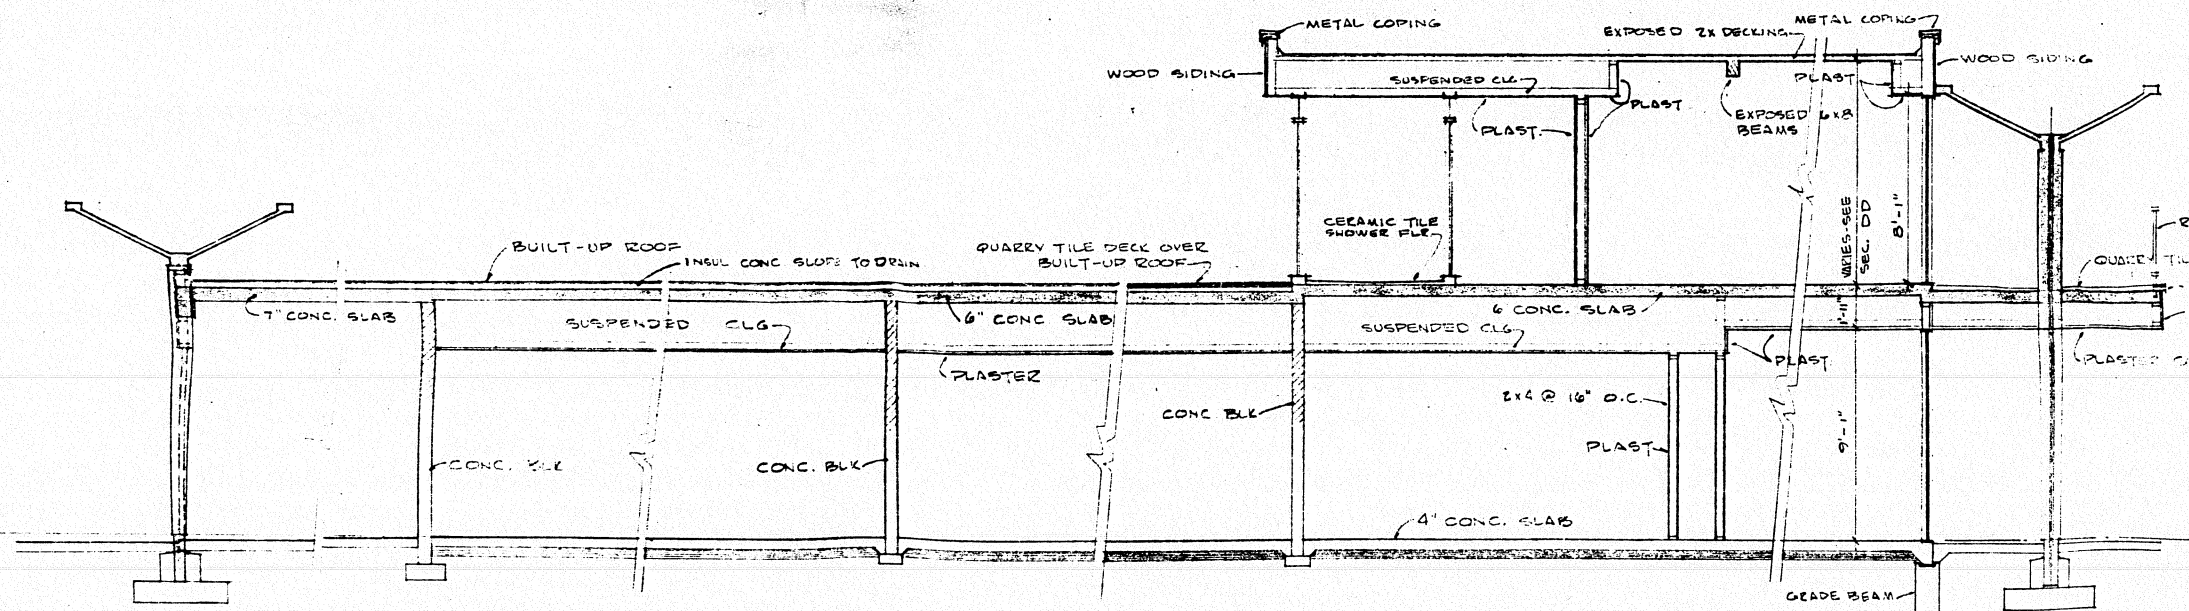 METAL COPING
METAL COPING
EXPOSED 2X DECKING
WOOD SIDING
WOOD SIDING
SUSPENDED CLG
PLAST
PLAST
PLAST.
EXPOSED 6x8
BEAMS
CERAMIC TILE
SHOWER FLR.
VARIES-SEE
SEC. DD
8'-1"
BUILT-UP ROOF
INSUL CONC SLOPE TO DRAIN
QUARRY TILE DECK OVER
BUILT-UP ROOF
QUARRY TIL
7" CONC. SLAB
6" CONC SLAB
6 CONC. SLAB
1'-11"
SUSPENDED CLG
SUSPENDED CLG
PLASTER
PLAST.
PLASTER
2x4 @ 16" O.C.
CONC BLK
PLAST
9'-1"
CONC. BLK
CONC. BLK
4" CONC. SLAB
GRADE BEAM